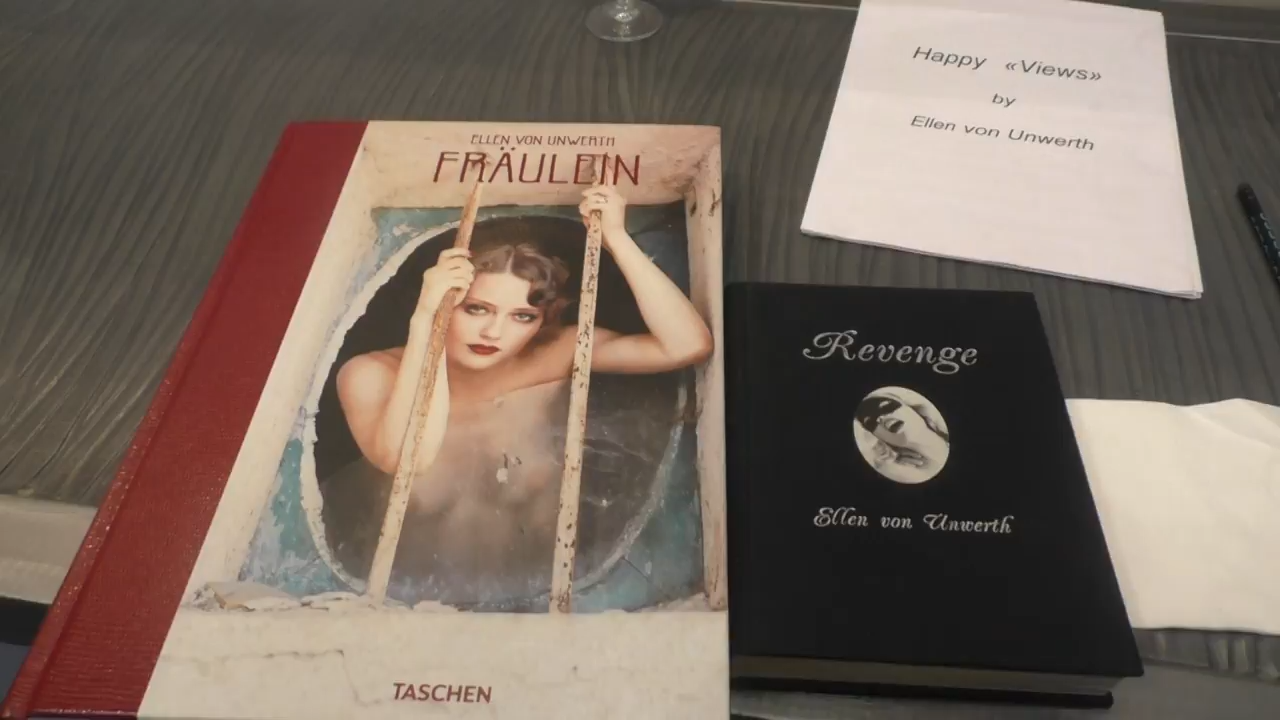 ELLEN VON UNWERTH
FRÄULEIN
TASCHEN
Revenge
Ellen von Unwerth
Happy «Views»
by
Ellen von Unwerth